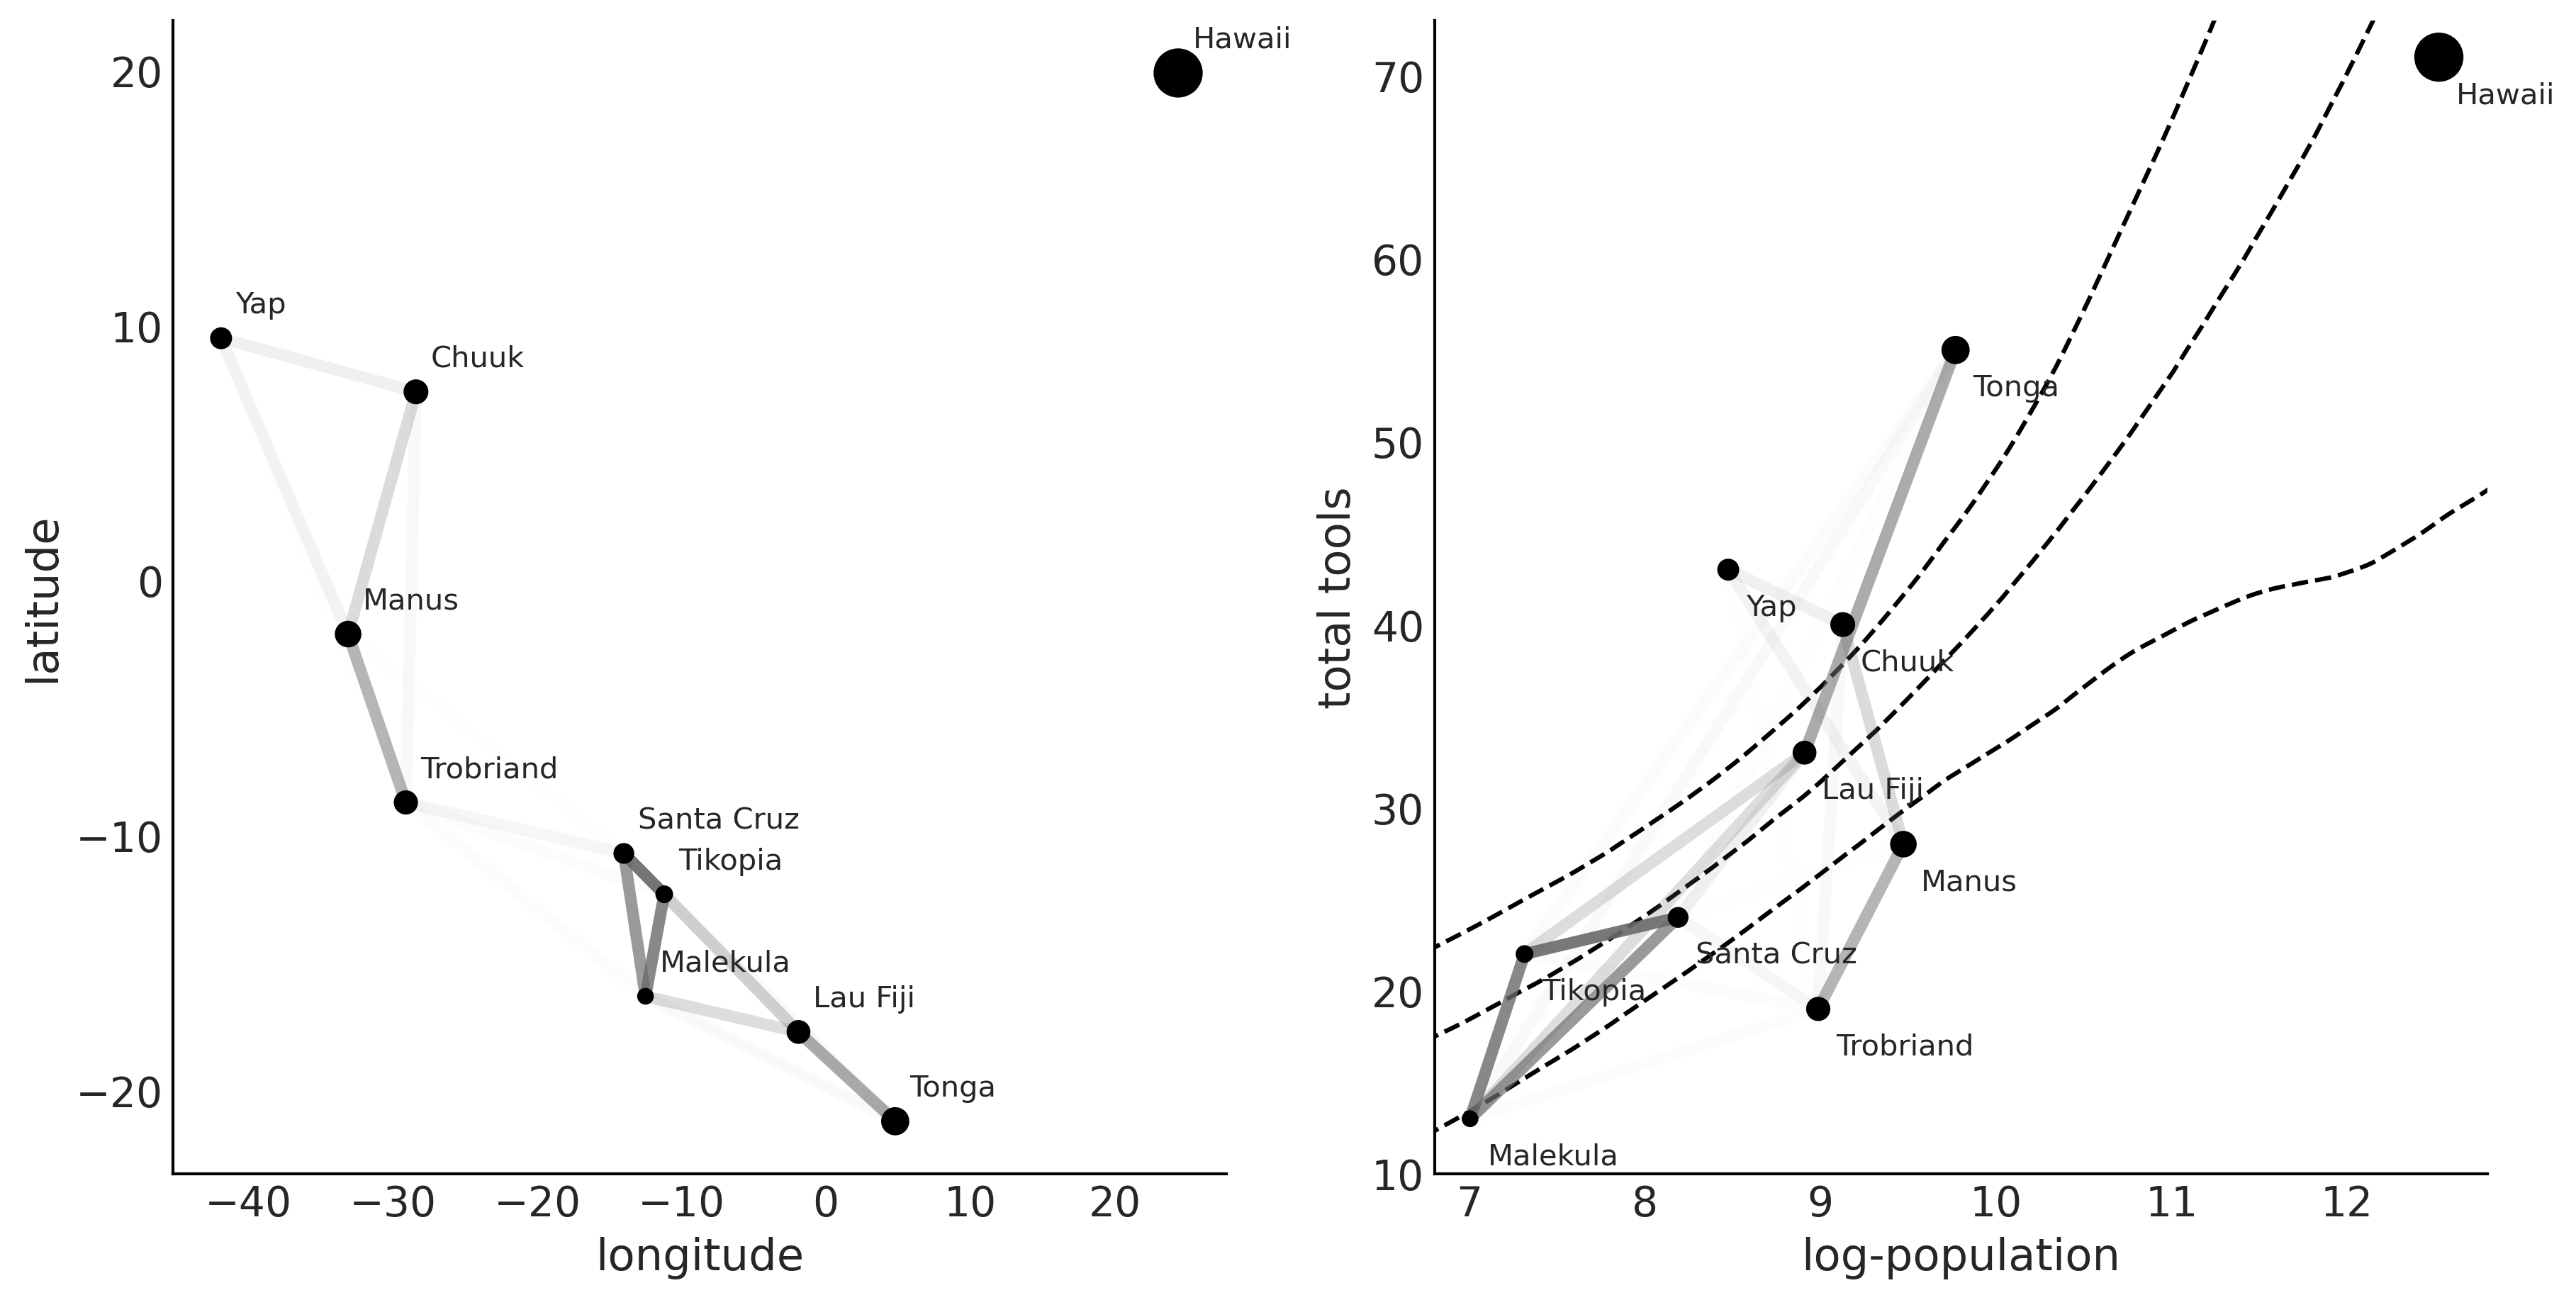 Hawaii
20
Yap
10
Chuuk
0
Manus
Trobriand
Santa Cruz
−10
Tikopia
Malekula
Lau Fiji
Tonga
−20
latitude
−40 −30 −20 −10 0 10 20
longitude
70
Hawaii
60
Tonga
50
Yap
40
Chuuk
Lau Fiji
30
Manus
Santa Cruz
20
Tikopia
Trobriand
Malekula
10
total tools
7 8 9 10 11 12
log-population